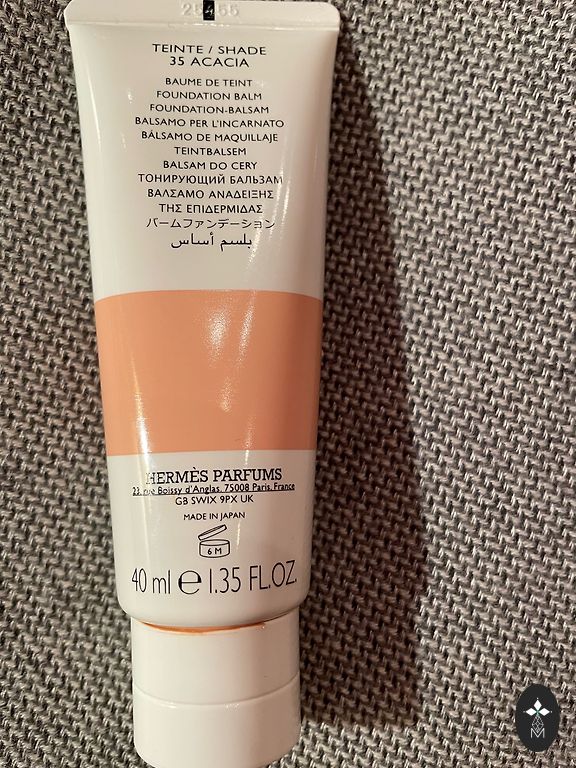 TEINTE / SHADE
35 ACACIA
BAUME DE TEINT
FOUNDATION BALM
FOUNDATION-BALSAM
BALSAMO PER L'INCARNATO
BÁLSAMO DE MAQUILLAJE
TEINTBALSEM
BALSAM DO CERY
ТОНИРУЮЩИЙ БАЛЬЗАМ
ΒΑΛΣΑΜΟ ΑΝΑΔΕΙΞΗΣ
ΤΗΣ ΕΠΙΔΕΡΜΙΔΑΣ
バームファンデーション
بلسم أساس
HERMÈS PARFUMS
23, rue Boissy d'Anglas, 75008 Paris, France
GB SWIX 9PX UK
MADE IN JAPAN
6 M
40 ml e 1.35 FL.OZ.
M